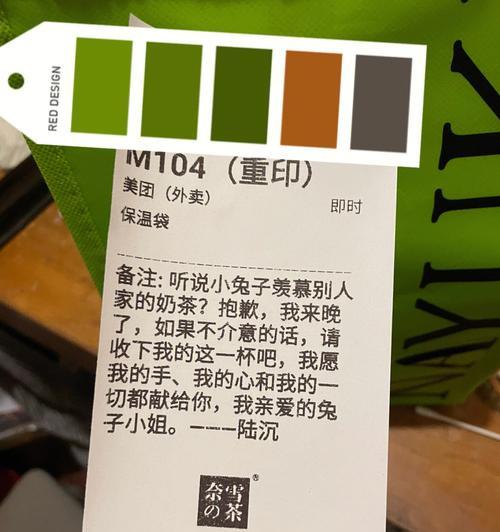 RED DESIGN
M104（重印）
美团（外卖）
即时
保温袋
备注: 听说小兔子羡慕别人
家的奶茶？抱歉，我来晚
了，如果不介意的话，请
收下我的这一杯吧，我愿
我的手、我的心和我的一
切都献给你，我亲爱的兔
子小姐。———陆沉
奈雪
の茶
®